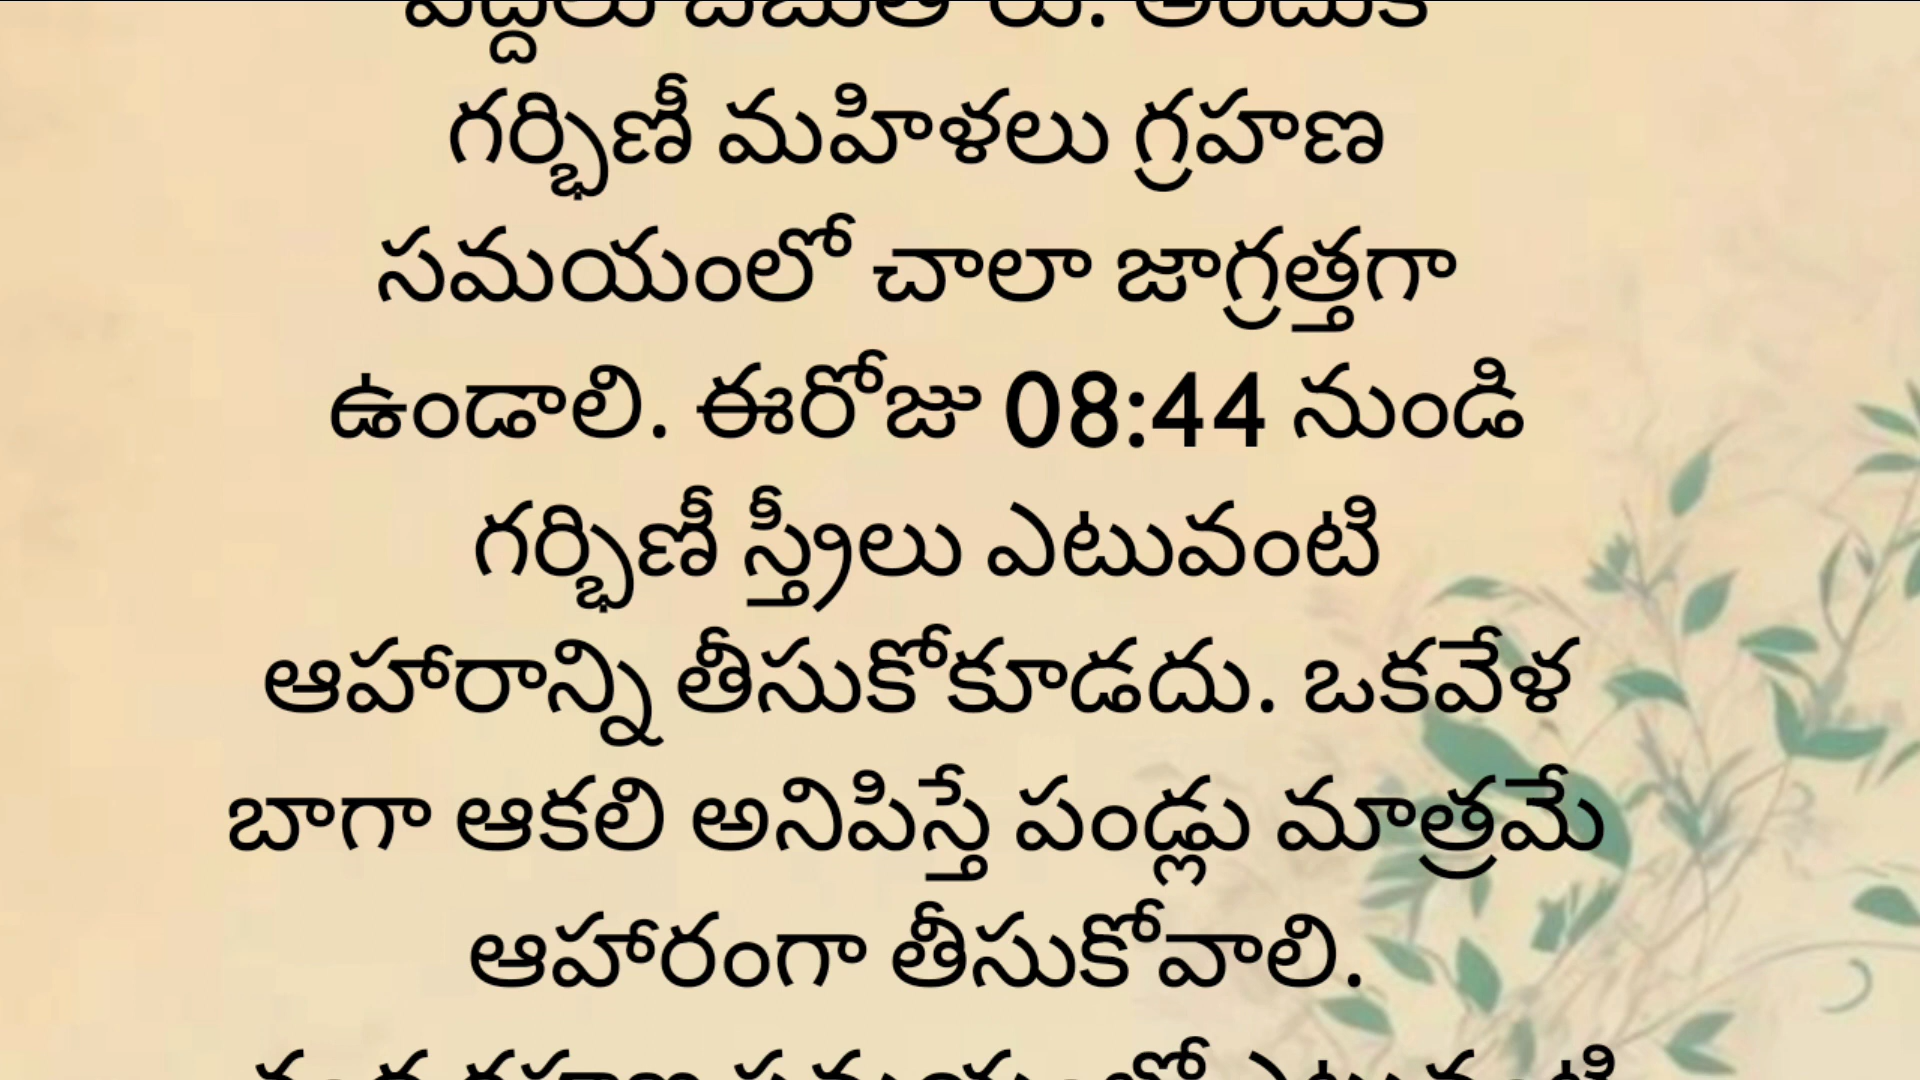 గర్భిణీ మహిళలు గ్రహణ
సమయంలో చాలా జాగ్రత్తగా
ఉండాలి. ఈరోజు 08:44 నుండి
గర్భిణీ స్త్రీలు ఎటువంటి
ఆహారాన్ని తీసుకోకూడదు. ఒకవేళ
బాగా ఆకలి అనిపిస్తే పండ్లు మాత్రమే
ఆహారంగా తీసుకోవాలి.